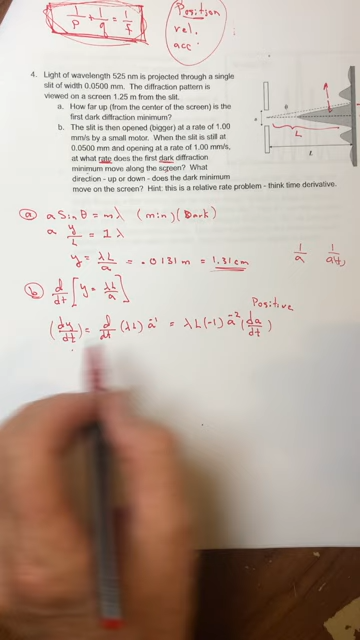 1/p + 1/q = 1/f
Position
vel.
acc
4. Light of wavelength 525 nm is projected through a single
slit of width 0.0500 mm. The diffraction pattern is
viewed on a screen 1.25 m from the slit.
a. How far up (from the center of the screen) is the
first dark diffraction minimum?
b. The slit is then opened (bigger) at a rate of 1.00
mm/s by a small motor. When the slit is still at
0.0500 mm and opening at a rate of 1.00 mm/s,
at what rate does the first dark diffraction
minimum move along the screen? What
direction - up or down - does the dark minimum
move on the screen? Hint: this is a relative rate problem - think time derivative.
θ
L
a sin θ = mλ (min) (Dark)
a y/L = 1λ
y = λL/a = .0131 m = 1.31 cm
1/a
b d/dt [y = λL/a]
Positive
(dy/dt) = d/dt (λL) a⁻¹ = λL(-1) a⁻² (da/dt)